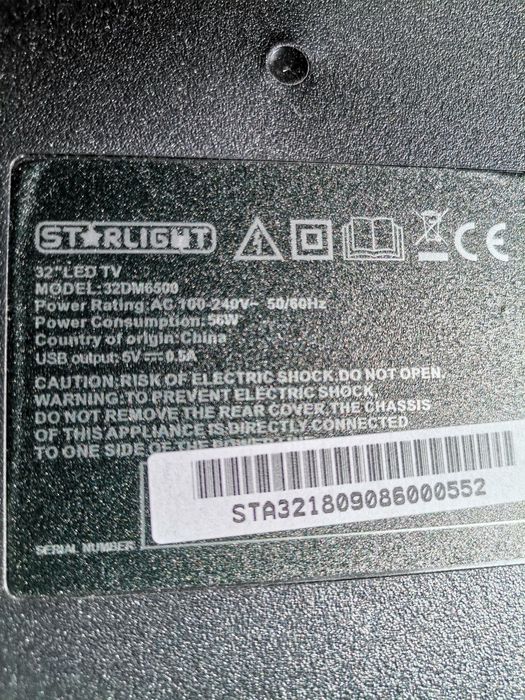 STARLIGHT
CE
32" LED TV
MODEL: 32DM6500
Power Rating: AC 100-240V~ 50/60Hz
Power Consumption: 56W
Country of origin: China
USB output: 5V⎓0.5A
CAUTION: RISK OF ELECTRIC SHOCK. DO NOT OPEN.
WARNING: TO PREVENT ELECTRIC SHOCK,
DO NOT REMOVE THE REAR COVER. THE CHASSIS
OF THIS APPLIANCE IS DIRECTLY CONNECTED
TO ONE SIDE OF THE
STA321809086000552
SERIAL NUMBER